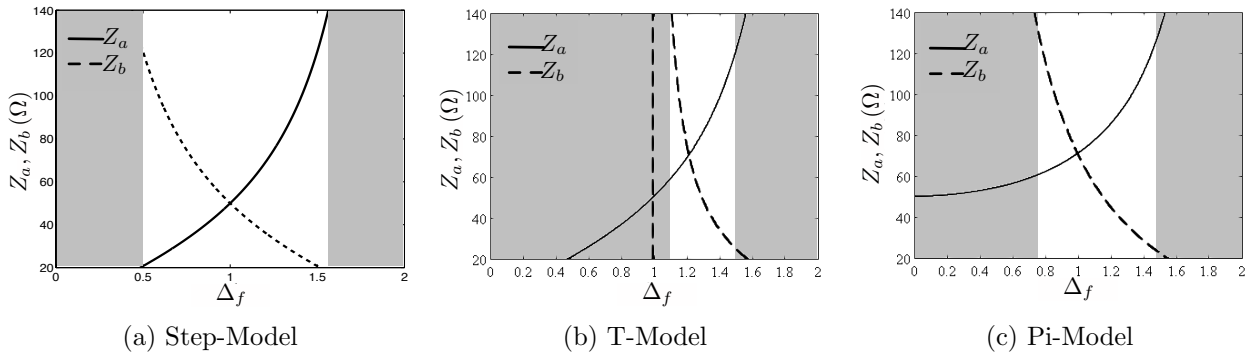 140
120
100
80
60
40
20
0
0.5
1
1.5
2
Z_a
Z_b
Z_a, Z_b (Ω)
Δ_f
(a) Step-Model
140
120
100
80
60
40
20
0 0.2 0.4 0.6 0.8 1 1.2 1.4 1.6 1.8 2
Z_a
Z_b
Z_a, Z_b (Ω)
Δ_f
(b) T-Model
140
120
100
80
60
40
20
0 0.2 0.4 0.6 0.8 1 1.2 1.4 1.6 1.8 2
Z_a
Z_b
Z_a, Z_b (Ω)
Δ_f
(c) Pi-Model